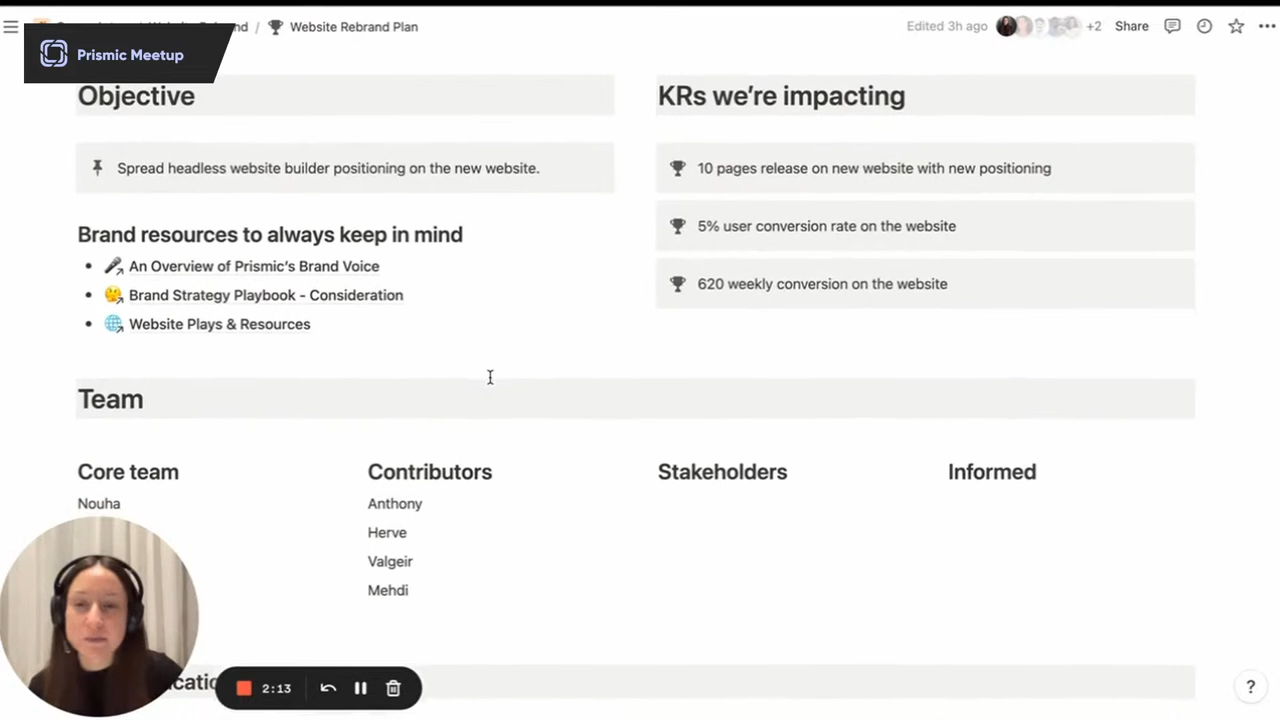 Website Rebrand Plan
Edited 3h ago
+2
Share
Prismic Meetup
Objective
Spread headless website builder positioning on the new website.
Brand resources to always keep in mind
An Overview of Prismic's Brand Voice
Brand Strategy Playbook - Consideration
Website Plays & Resources
KRs we're impacting
10 pages release on new website with new positioning
5% user conversion rate on the website
620 weekly conversion on the website
Team
Core team
Nouha
Contributors
Anthony
Herve
Valgeir
Mehdi
Stakeholders
Informed
2:13
?